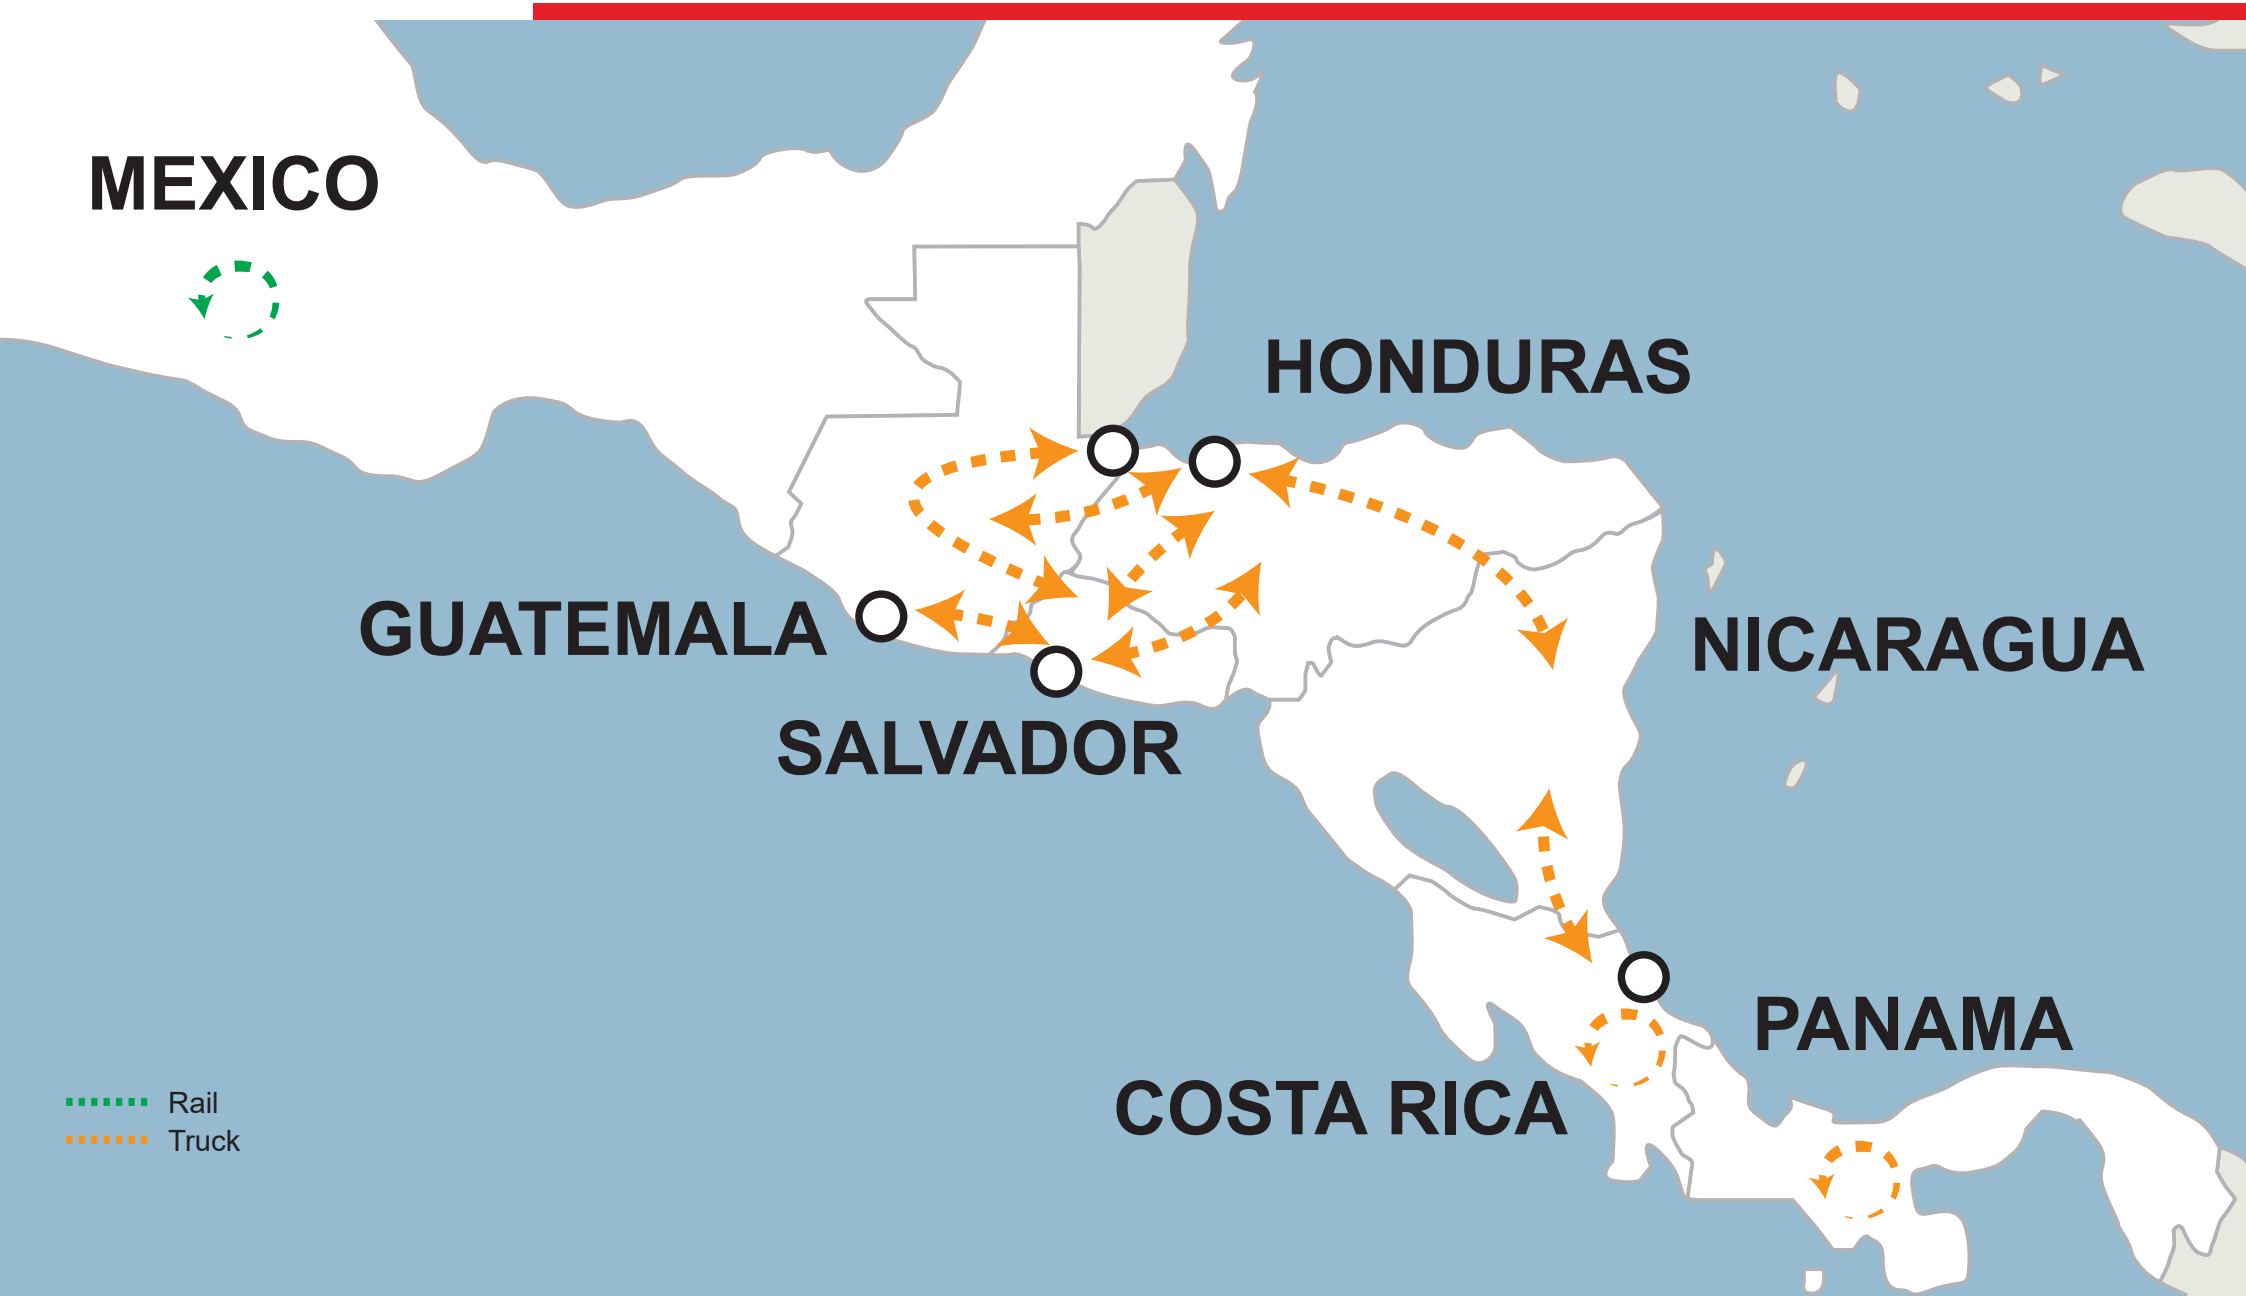 MEXICO
HONDURAS
GUATEMALA
NICARAGUA
SALVADOR
PANAMA
COSTA RICA
Rail
Truck